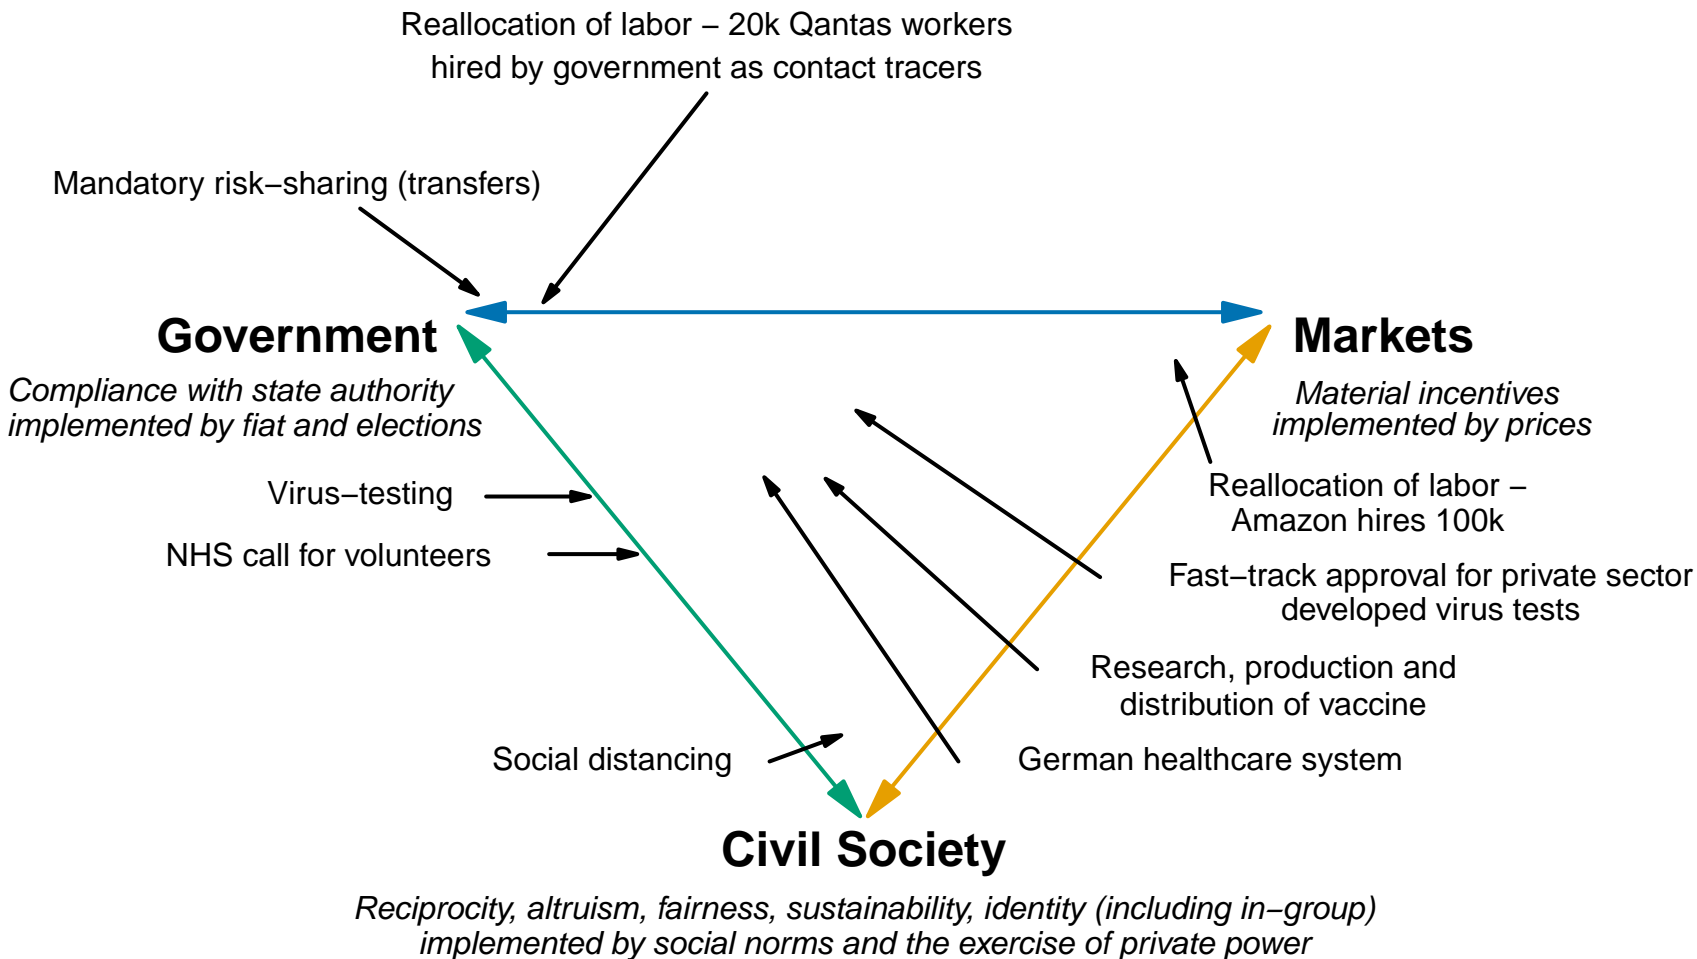 Reallocation of labor – 20k Qantas workers
hired by government as contact tracers
Mandatory risk–sharing (transfers)
Government
Compliance with state authority
implemented by fiat and elections
Markets
Material incentives
implemented by prices
Virus–testing
NHS call for volunteers
Reallocation of labor –
Amazon hires 100k
Fast–track approval for private sector
developed virus tests
Research, production and
distribution of vaccine
Social distancing
German healthcare system
Civil Society
Reciprocity, altruism, fairness, sustainability, identity (including in–group)
implemented by social norms and the exercise of private power